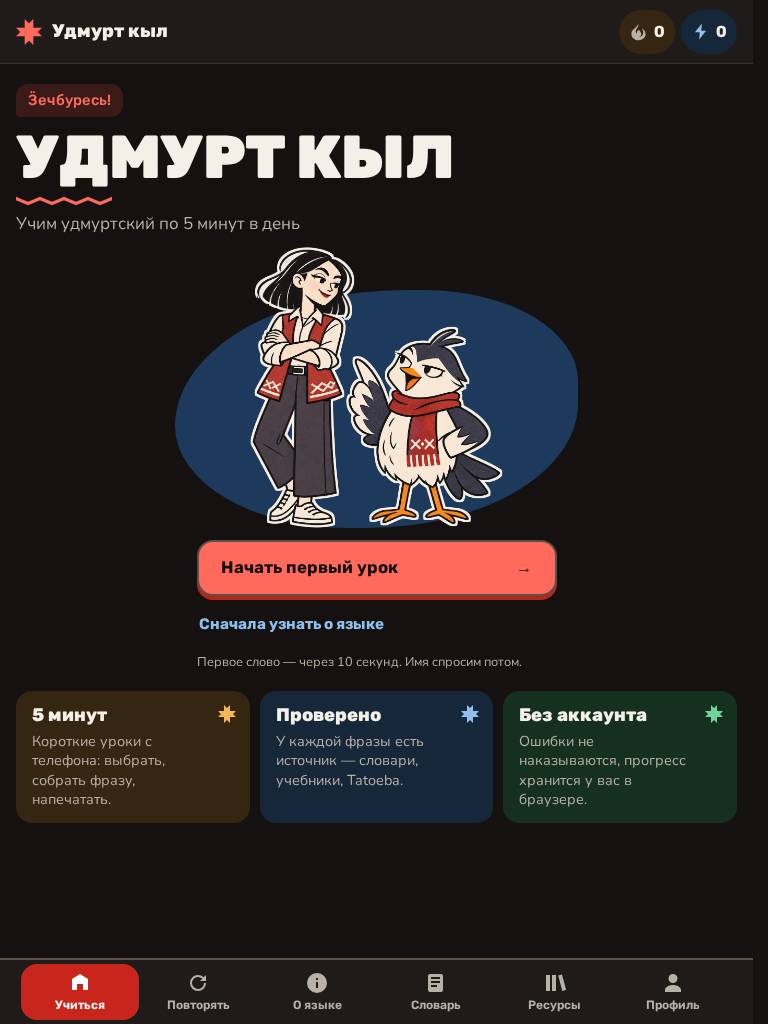 Удмурт кыл
0
0
Ӟечбуресь!
УДМУРТ КЫЛ
Учим удмуртский по 5 минут в день
Начать первый урок →
Сначала узнать о языке
Первое слово — через 10 секунд. Имя спросим потом.
5 минут
Короткие уроки с
телефона: выбрать,
собрать фразу,
напечатать.
Проверено
У каждой фразы есть
источник — словари,
учебники, Tatoeba.
Без аккаунта
Ошибки не
наказываются, прогресс
хранится у вас в
браузере.
Учиться
Повторять
О языке
Словарь
Ресурсы
Профиль